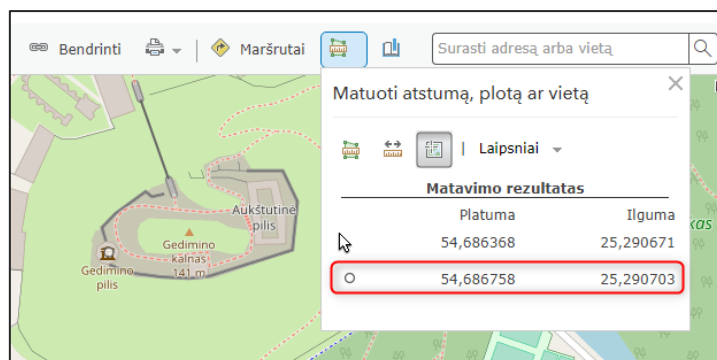 Bendrinti
Maršrutai
Surasti adresą arba vietą
Matuoti atstumą, plotą ar vietą
Laipsniai
Matavimo rezultatas
Platuma Ilguma
54,686368 25,290671
54,686758 25,290703
Aukštutinė
pilis
Gedimino
kalnas
141 m
Gedimino
pilis
kas